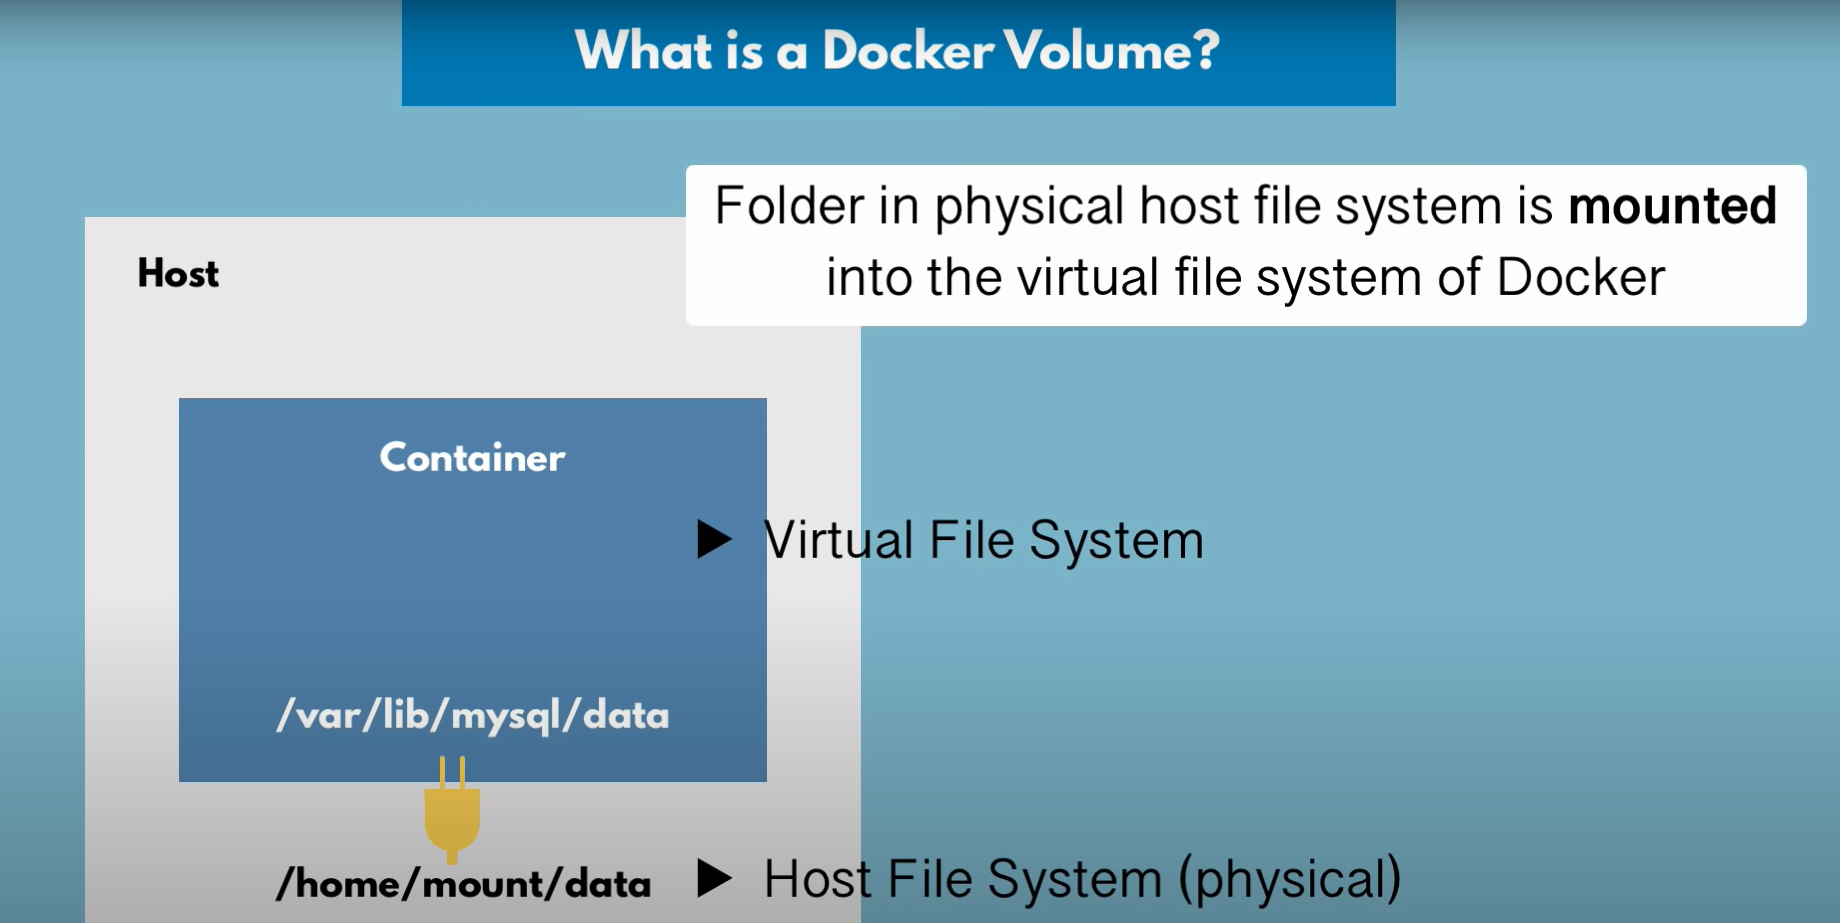 What is a Docker Volume?
Folder in physical host file system is mounted
into the virtual file system of Docker
Host
Container
Virtual File System
/var/lib/mysql/data
/home/mount/data
Host File System (physical)